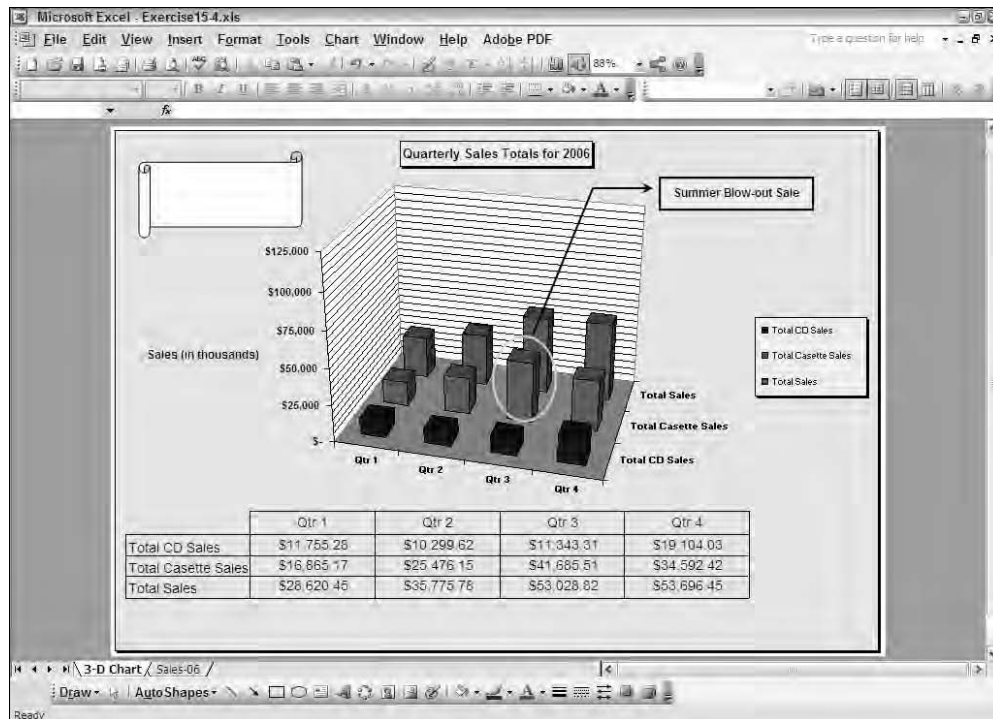 Microsoft Excel - Exercise15-4.xls
File Edit View Insert Format Tools Chart Window Help Adobe PDF
Type a question for help
88%
B I U
fx
Quarterly Sales Totals for 2006
Summer Blow-out Sale
$125,000
$100,000
$75,000
$50,000
$25,000
$-
Sales (in thousands)
Total CD Sales
Total Casette Sales
Total Sales
Total Sales
Total Casette Sales
Total CD Sales
Qtr 1 Qtr 2 Qtr 3 Qtr 4
Qtr 1 Qtr 2 Qtr 3 Qtr 4
Total CD Sales $11,755.28 $10,299.62 $11,343.31 $19,104.03
Total Casette Sales $16,865.17 $25,476.15 $41,685.51 $34,592.42
Total Sales $28,620.45 $35,775.78 $53,028.82 $53,696.45
3-D Chart Sales-06
Draw AutoShapes
Ready